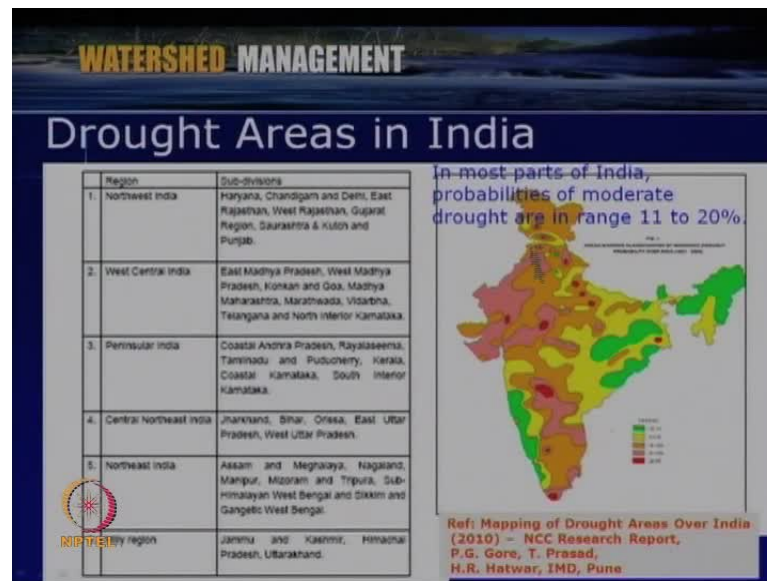 WATERSHED MANAGEMENT
Drought Areas in India
Region Sub-divisions
1. Northwest India Haryana, Chandigarh and Delhi, East
Rajasthan, West Rajasthan, Gujarat
Region, Saurashtra & Kutch and
Punjab.
2. West Central India East Madhya Pradesh, West Madhya
Pradesh, Konkan and Goa, Madhya
Maharashtra, Marathwada, Vidarbha,
Telangana and North Interior Karnataka.
3. Peninsular India Coastal Andhra Pradesh, Rayalaseema,
Tamilnadu and Puducherry, Kerala,
Coastal Karnataka, South Interior
Karnataka.
4. Central Northeast India Jharkhand, Bihar, Orissa, East Uttar
Pradesh, West Uttar Pradesh.
5. Northeast India Assam and Meghalaya, Nagaland,
Manipur, Mizoram and Tripura, Sub-
Himalayan West Bengal and Sikkim and
Gangetic West Bengal.
region Jammu and Kashmir, Himachal
Pradesh, Uttarakhand.
In most parts of India,
probabilities of moderate
drought are in range 11 to 20%.
Ref: Mapping of Drought Areas Over India
(2010) – NCC Research Report,
P.G. Gore, T. Prasad,
H.R. Hatwar, IMD, Pune
NPTEL